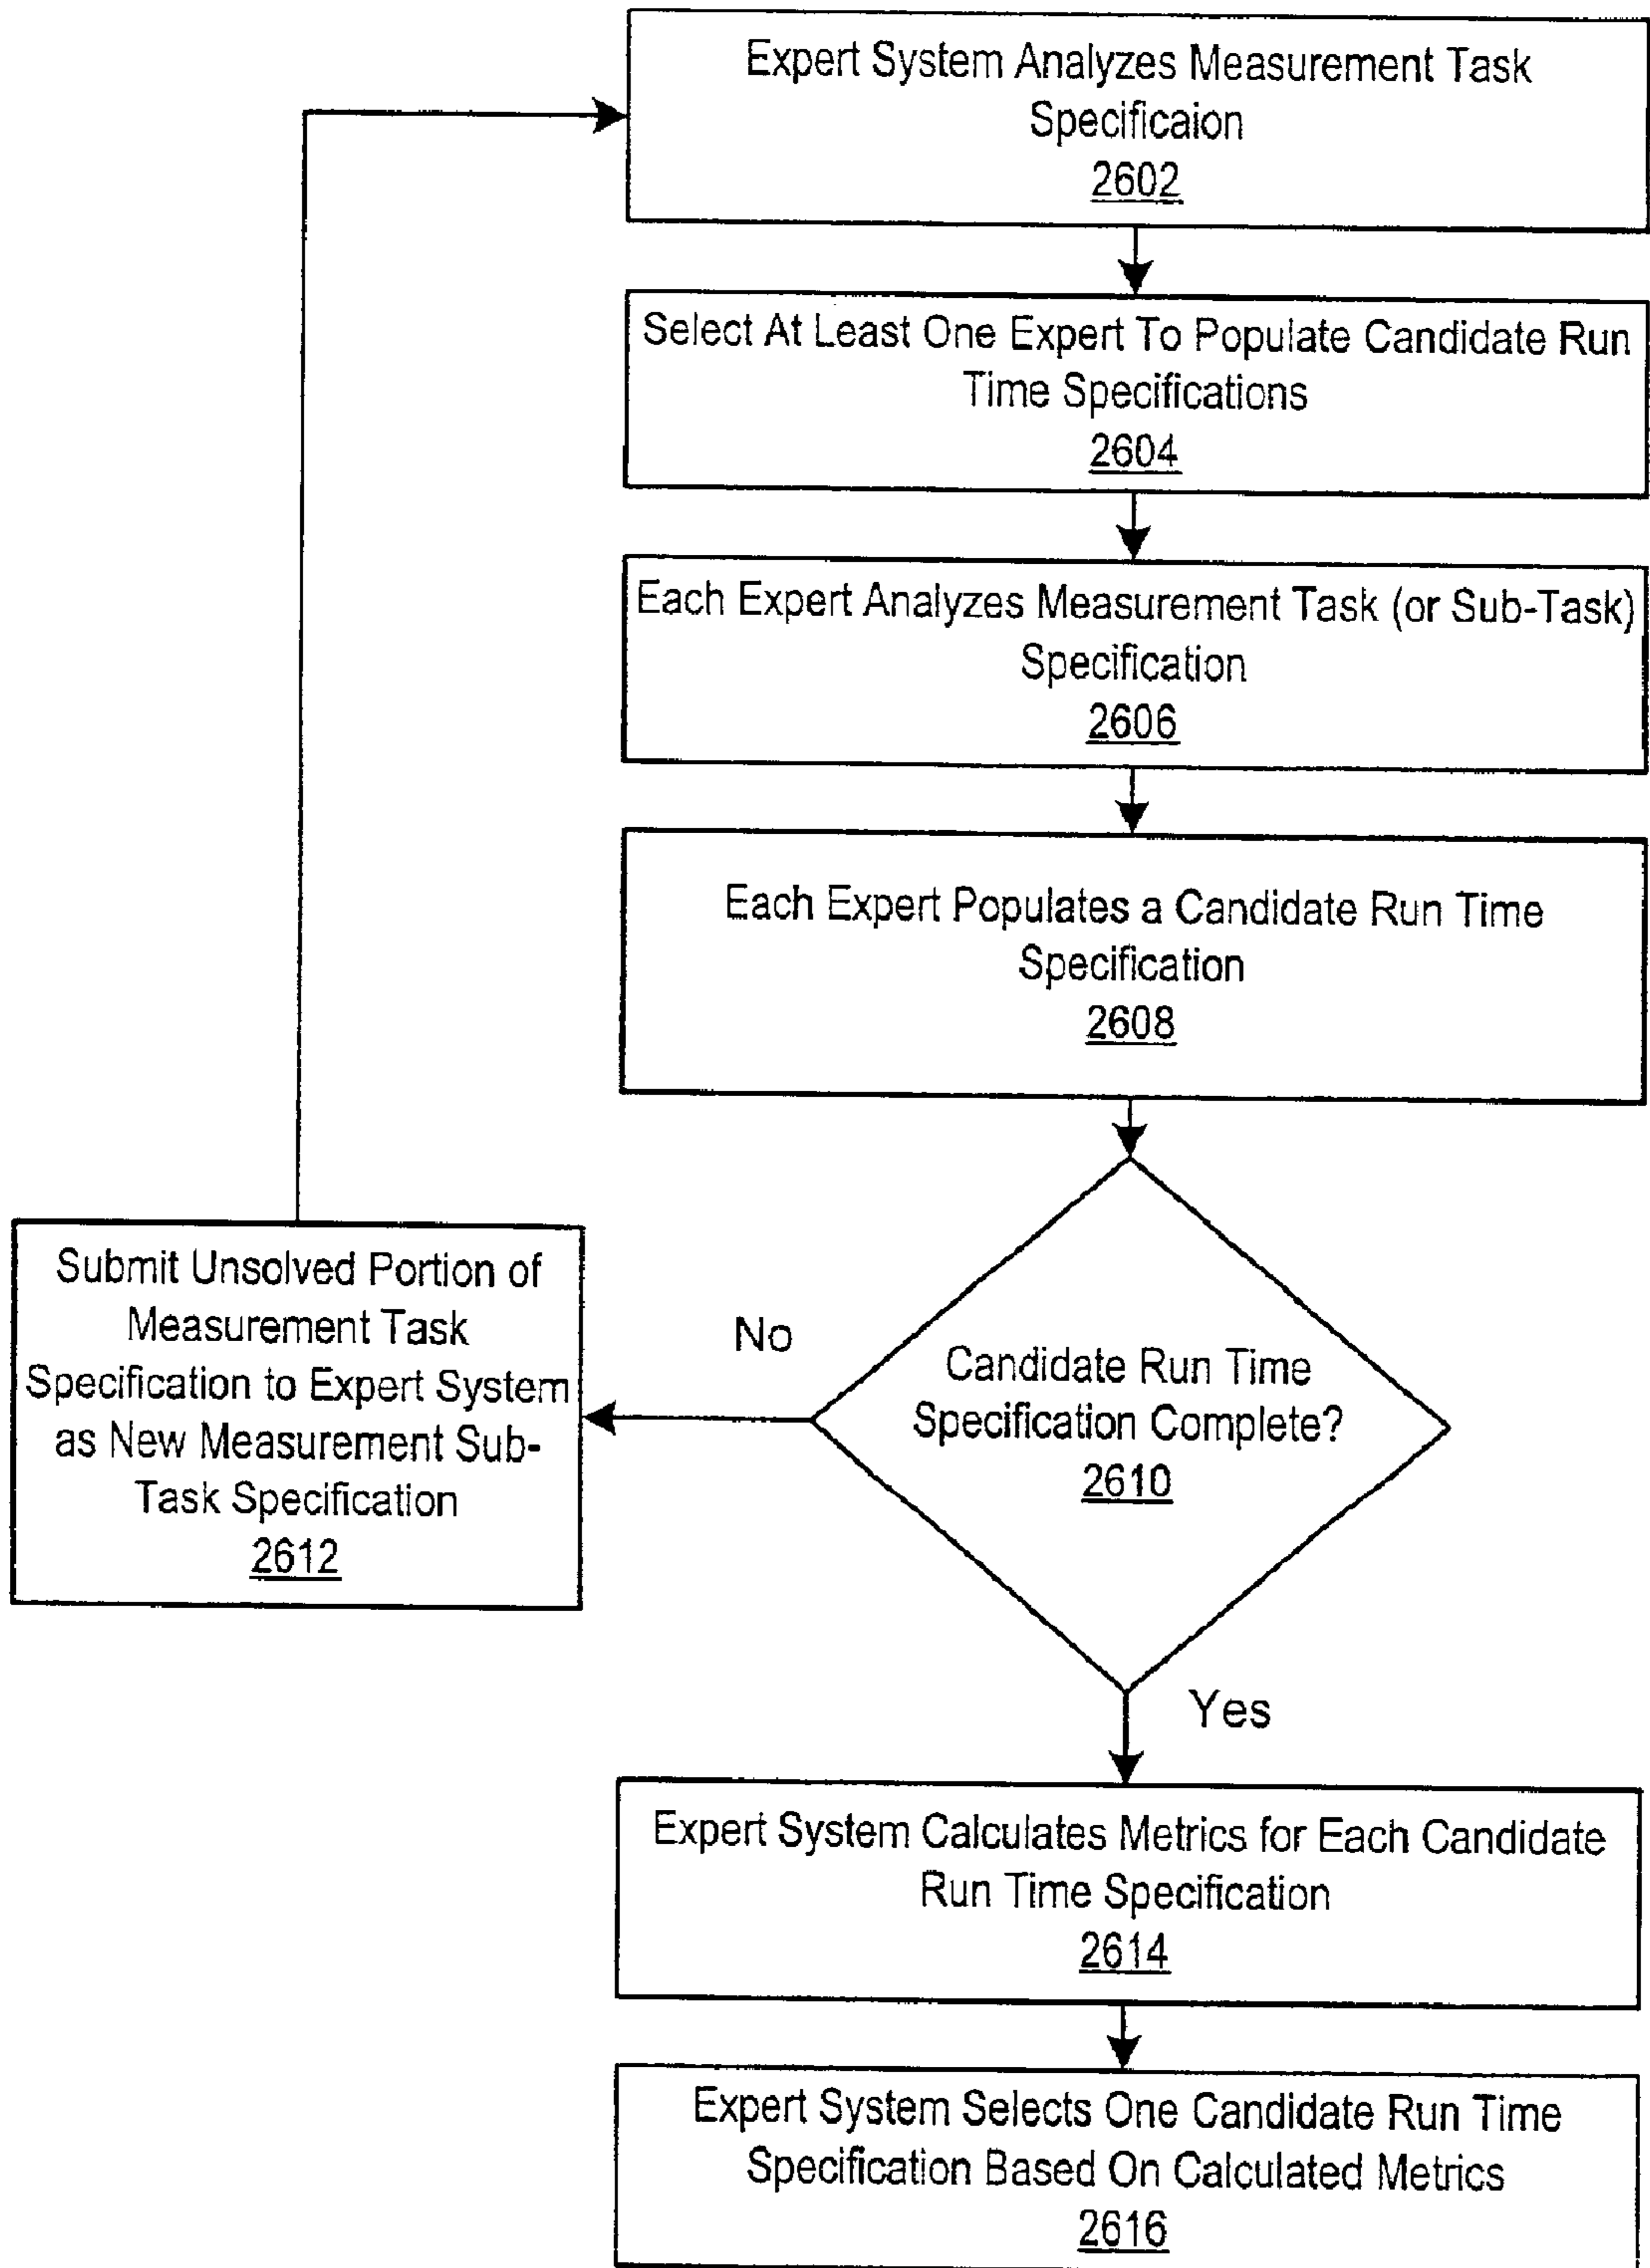 Expert System Analyzes Measurement Task
Specificaion
2602
Select At Least One Expert To Populate Candidate Run
Time Specifications
2604
Each Expert Analyzes Measurement Task (or Sub-Task)
Specification
2606
Each Expert Populates a Candidate Run Time
Specification
2608
Submit Unsolved Portion of
Measurement Task
Specification to Expert System
as New Measurement Sub-
Task Specification
2612
No
Candidate Run Time
Specification Complete?
2610
Yes
Expert System Calculates Metrics for Each Candidate
Run Time Specification
2614
Expert System Selects One Candidate Run Time
Specification Based On Calculated Metrics
2616